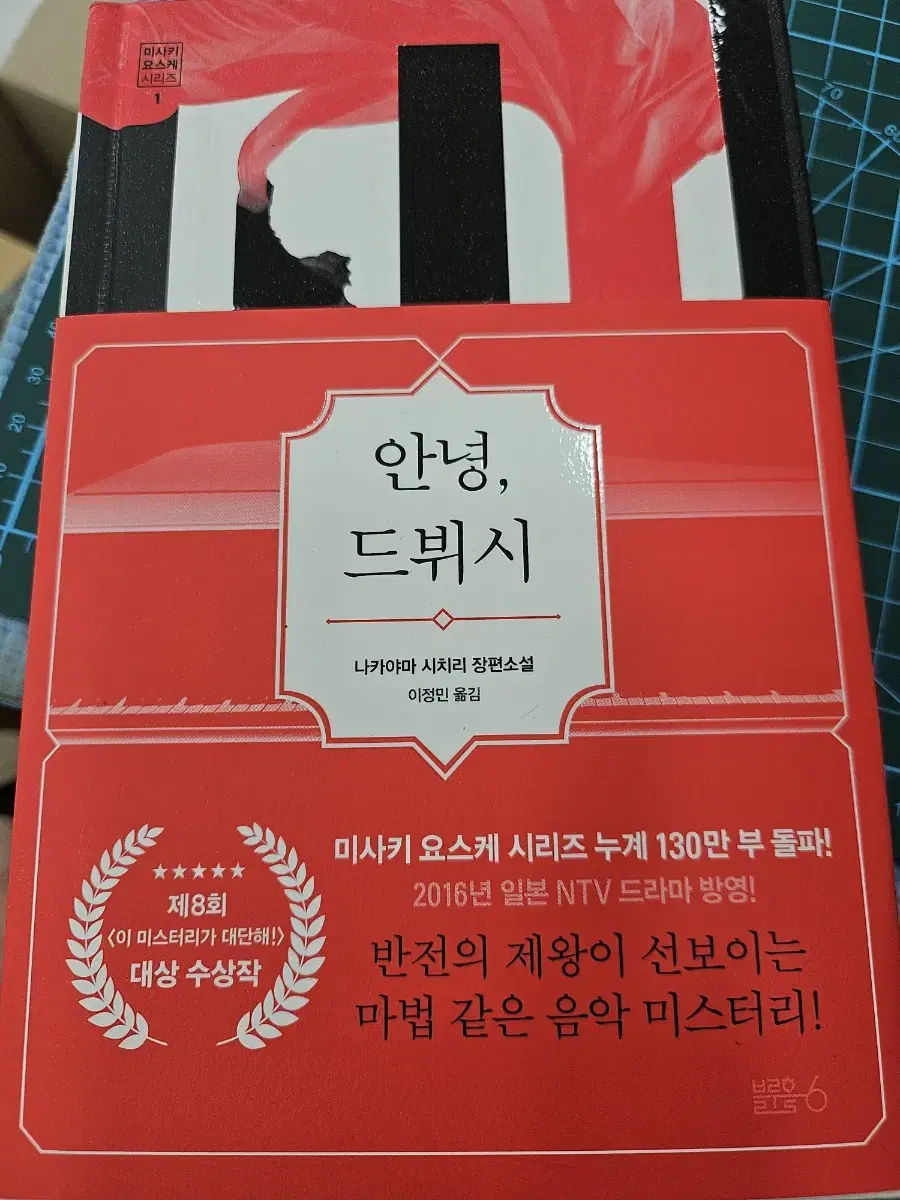 미사키
요스케
시리즈
1
안녕,
드뷔시
나카야마 시치리 장편소설
이정민 옮김
제8회
〈이 미스터리가 대단해!〉
대상 수상작
미사키 요스케 시리즈 누계 130만 부 돌파!
2016년 일본 NTV 드라마 방영!
반전의 제왕이 선보이는
마법 같은 음악 미스터리!
블루홀6
70
60
30
20